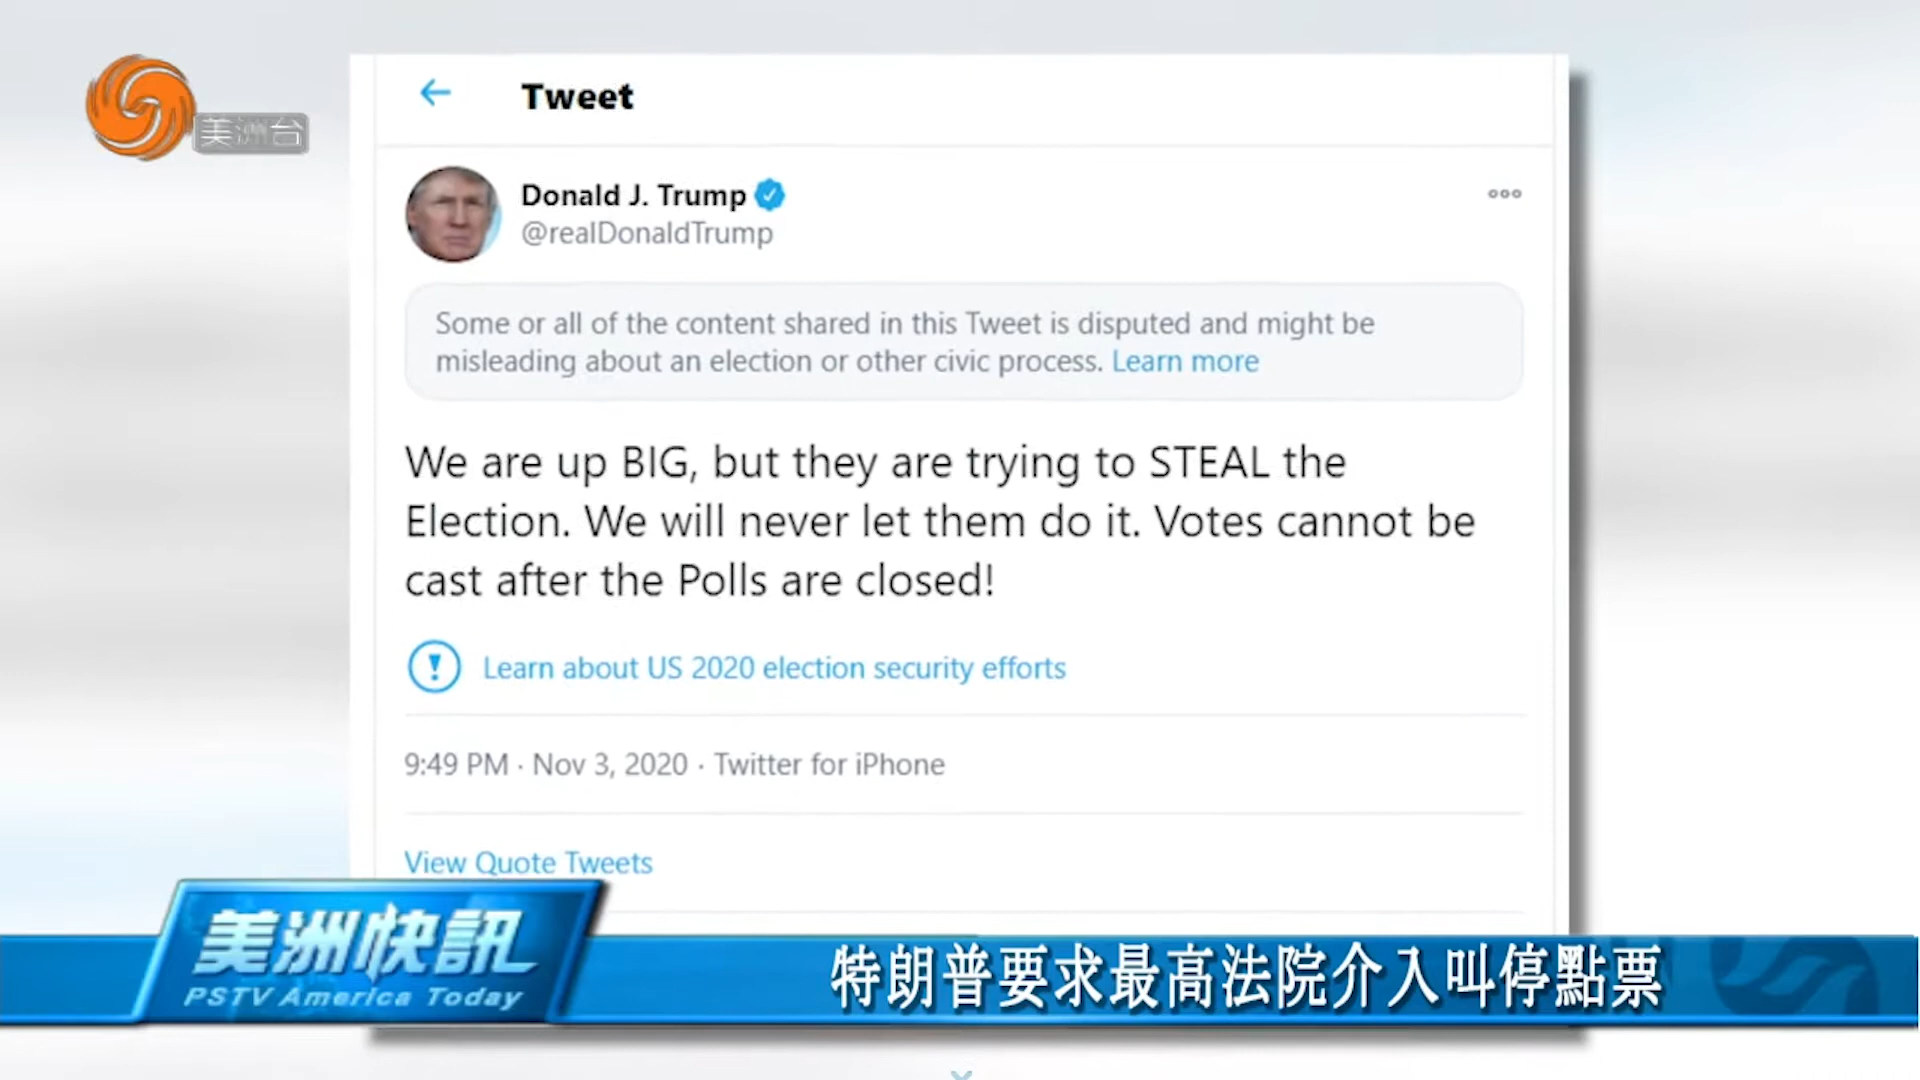 美洲台
Tweet
Donald J. Trump
@realDonaldTrump
Some or all of the content shared in this Tweet is disputed and might be
misleading about an election or other civic process. Learn more
We are up BIG, but they are trying to STEAL the
Election. We will never let them do it. Votes cannot be
cast after the Polls are closed!
Learn about US 2020 election security efforts
9:49 PM · Nov 3, 2020 · Twitter for iPhone
View Quote Tweets
美洲快訊
PSTV America Today
特朗普要求最高法院介入叫停點票